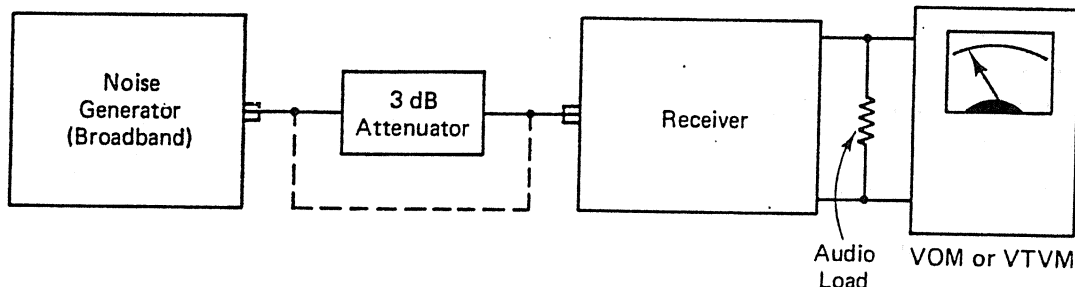 Noise
Generator
(Broadband)
3 dB
Attenuator
Receiver
Audio
Load
VOM or VTVM